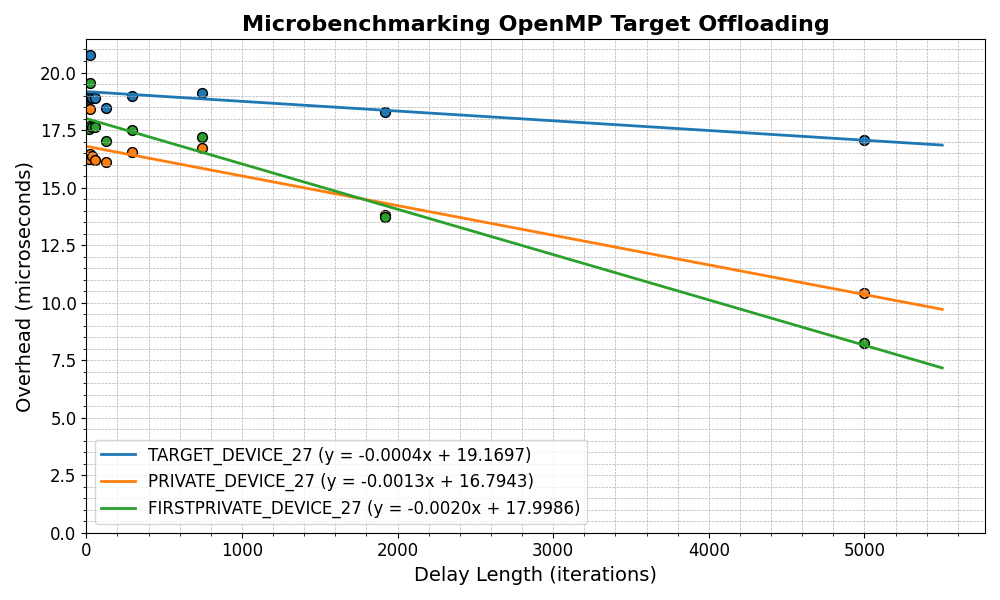 Microbenchmarking OpenMP Target Offloading
Overhead (microseconds)
20.0
17.5
15.0
12.5
10.0
7.5
5.0
2.5
0.0
TARGET_DEVICE_27 (y = -0.0004x + 19.1697)
PRIVATE_DEVICE_27 (y = -0.0013x + 16.7943)
FIRSTPRIVATE_DEVICE_27 (y = -0.0020x + 17.9986)
0 1000 2000 3000 4000 5000
Delay Length (iterations)